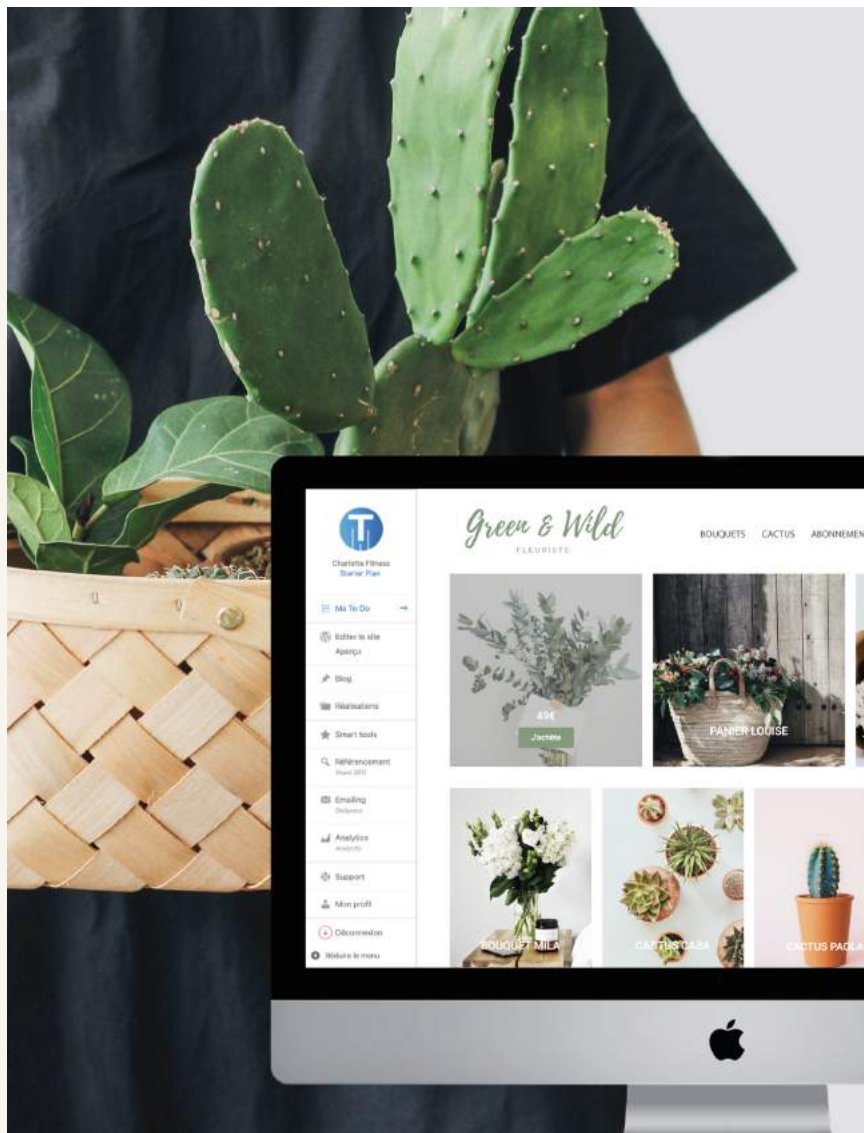 Charlotte Fitness
Starter Plan
Ma To Do
Editer le site
Aperçu
Blog
Réalisations
Smart tools
Référencement
Emailing
Analytics
Support
Mon profil
Déconnexion
Réduire le menu
Green & Wild
FLEURISTE
BOUQUETS CACTUS ABONNEMEN
49€
J'achète
PANIER LOUISE
BOUQUET MILA
CACTUS CASA
CACTUS PAOLA